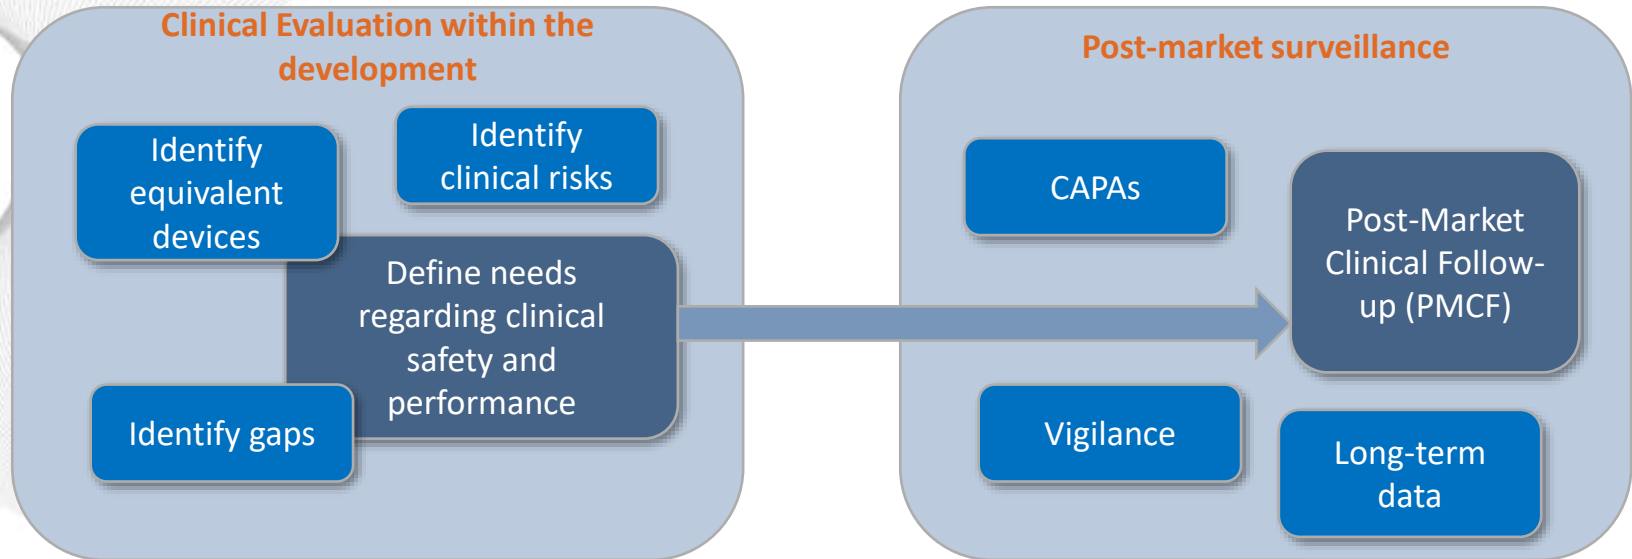 Clinical Evaluation within the
development
Identify
equivalent
devices
Identify
clinical risks
Define needs
regarding clinical
safety and
performance
Identify gaps
Post-market surveillance
CAPAs
Post-Market
Clinical Follow-
up (PMCF)
Vigilance
Long-term
data